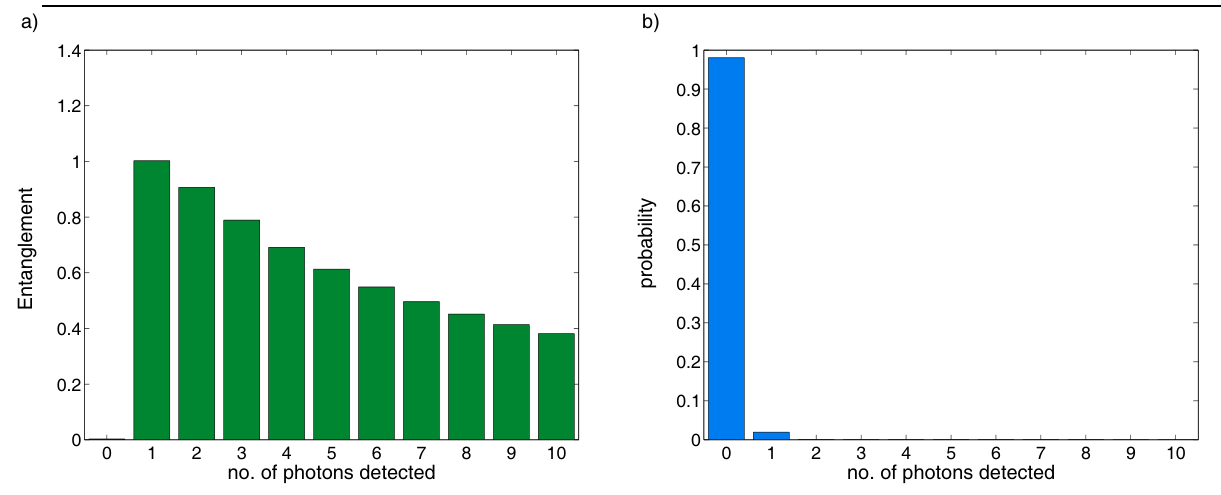 a)
1.4
1.2
1
0.8
0.6
0.4
0.2
0
Entanglement
0 1 2 3 4 5 6 7 8 9 10
no. of photons detected
b)
1
0.9
0.8
0.7
0.6
0.5
0.4
0.3
0.2
0.1
0
probability
0 1 2 3 4 5 6 7 8 9 10
no. of photons detected